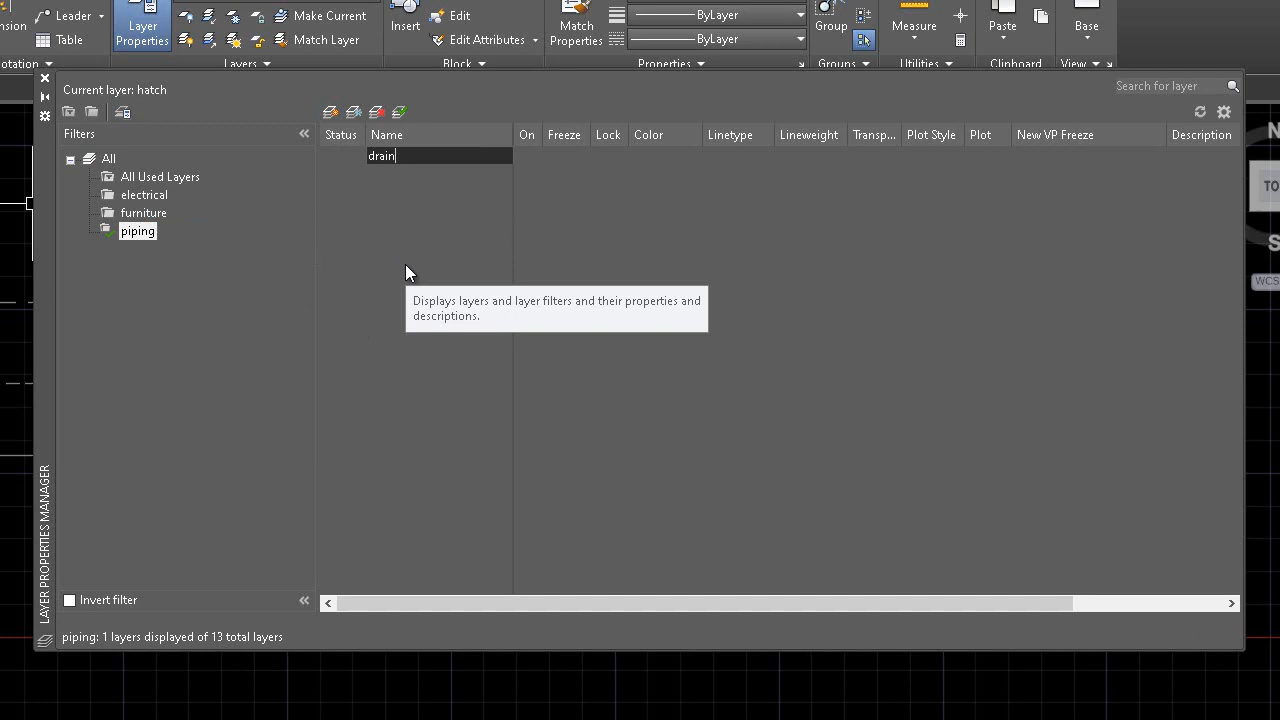 Leader
Table
Layer
Properties
Make Current
Match Layer
Layers
Insert
Edit
Edit Attributes
Block
Match
Properties
ByLayer
ByLayer
Properties
Group
Groups
Measure
Utilities
Paste
Clipboard
Base
View
Current layer: hatch
Search for layer
Filters
Status Name On Freeze Lock Color Linetype Lineweight Transp... Plot Style Plot New VP Freeze Description
All
drain
All Used Layers
electrical
furniture
piping
Displays layers and layer filters and their properties and
descriptions.
Invert filter
piping: 1 layers displayed of 13 total layers
LAYER PROPERTIES MANAGER
N
TO
S
WCS